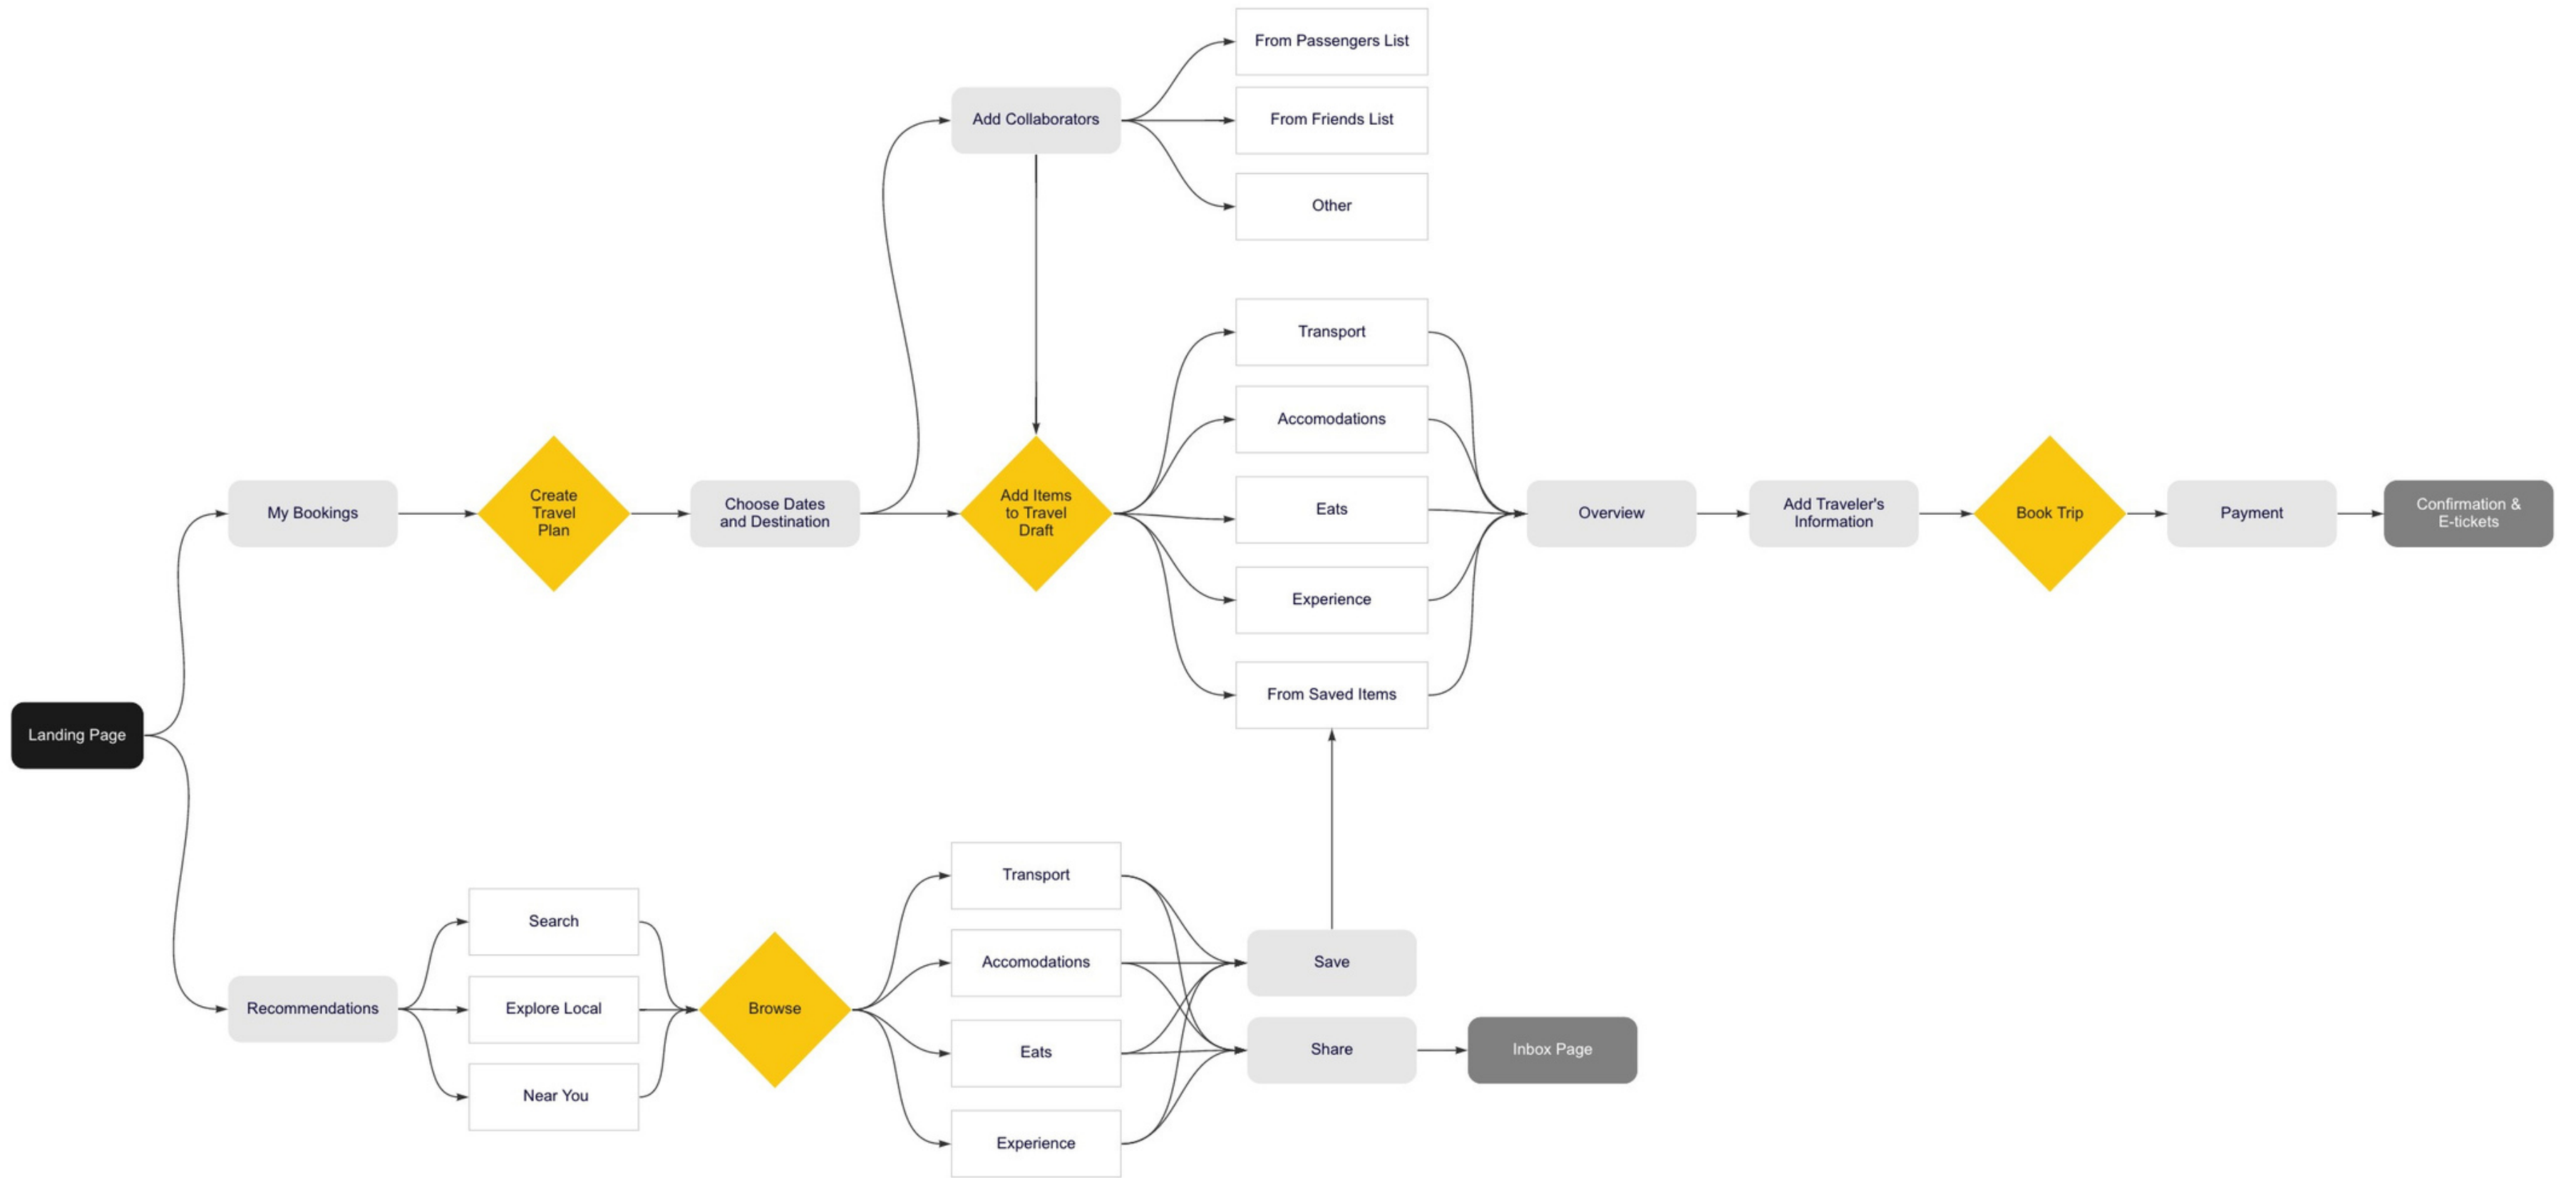 From Passengers List
Add Collaborators
From Friends List
Other
Transport
Accomodations
My Bookings
Create
Travel
Plan
Choose Dates
and Destination
Add Items
to Travel
Draft
Eats
Overview
Add Traveler's
Information
Book Trip
Payment
Confirmation &
E-tickets
Experience
From Saved Items
Landing Page
Transport
Search
Accomodations
Save
Recommendations
Explore Local
Browse
Eats
Share
Inbox Page
Near You
Experience